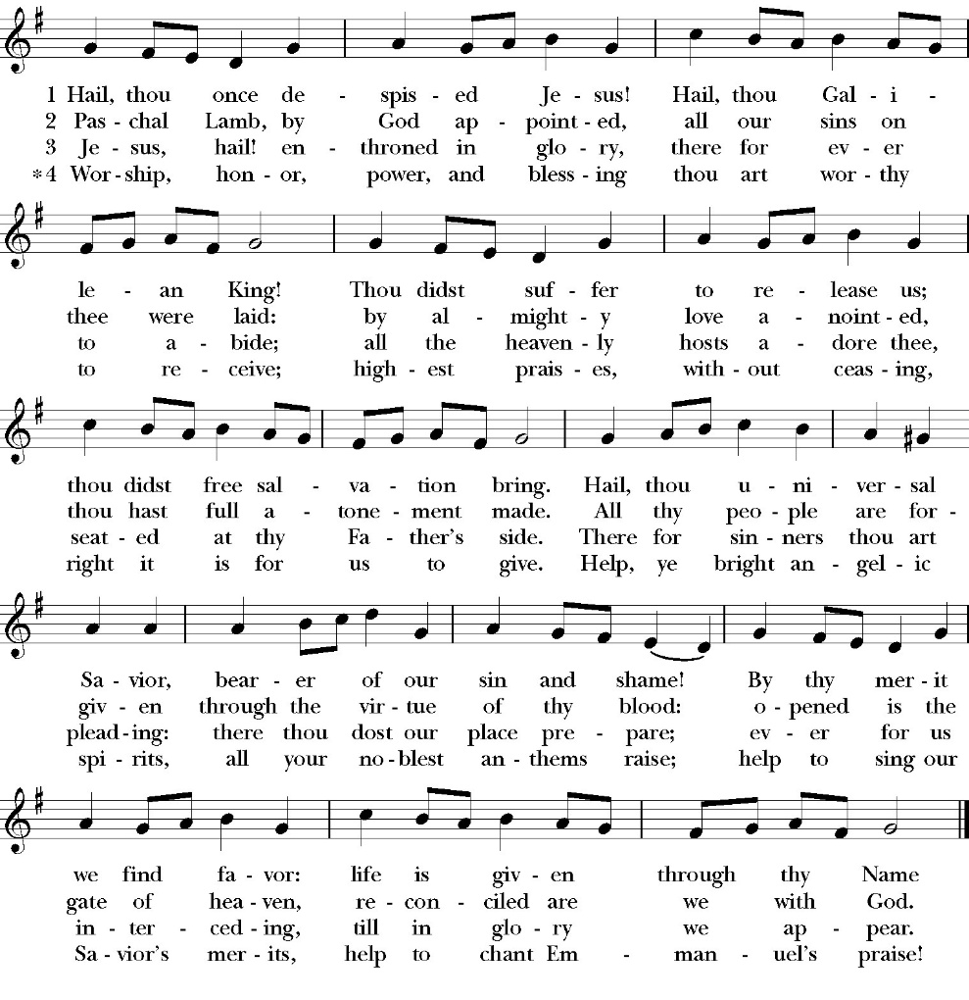 1 Hail, thou once de - spis - ed Je - sus! Hail, thou Gal - i -
2 Pas - chal Lamb, by God ap - point - ed, all our sins on
3 Je - sus, hail! en - throned in glo - ry, there for ev - er
*4 Wor - ship, hon - or, power, and bless - ing thou art wor - thy
le - an King! Thou didst suf - fer to re - lease us;
thee were laid: by al - might - y love a - noint - ed,
to a - bide; all the heaven - ly hosts a - dore thee,
to re - ceive; high - est prais - es, with - out ceas - ing,
thou didst free sal - va - tion bring. Hail, thou u - ni - ver - sal
thou hast full a - tone - ment made. All thy peo - ple are for -
seat - ed at thy Fa - ther's side. There for sin - ners thou art
right it is for us to give. Help, ye bright an - gel - ic
Sa - vior, bear - er of our sin and shame! By thy mer - it
giv - en through the vir - tue of thy blood: o - pened is the
plead - ing: there thou dost our place pre - pare; ev - er for us
spi - rits, all your no - blest an - thems raise; help to sing our
we find fa - vor: life is giv - en through thy Name
gate of hea - ven, re - con - ciled are we with God.
in - ter - ced - ing, till in glo - ry we ap - pear.
Sa - vior's mer - its, help to chant Em - man - uel's praise!